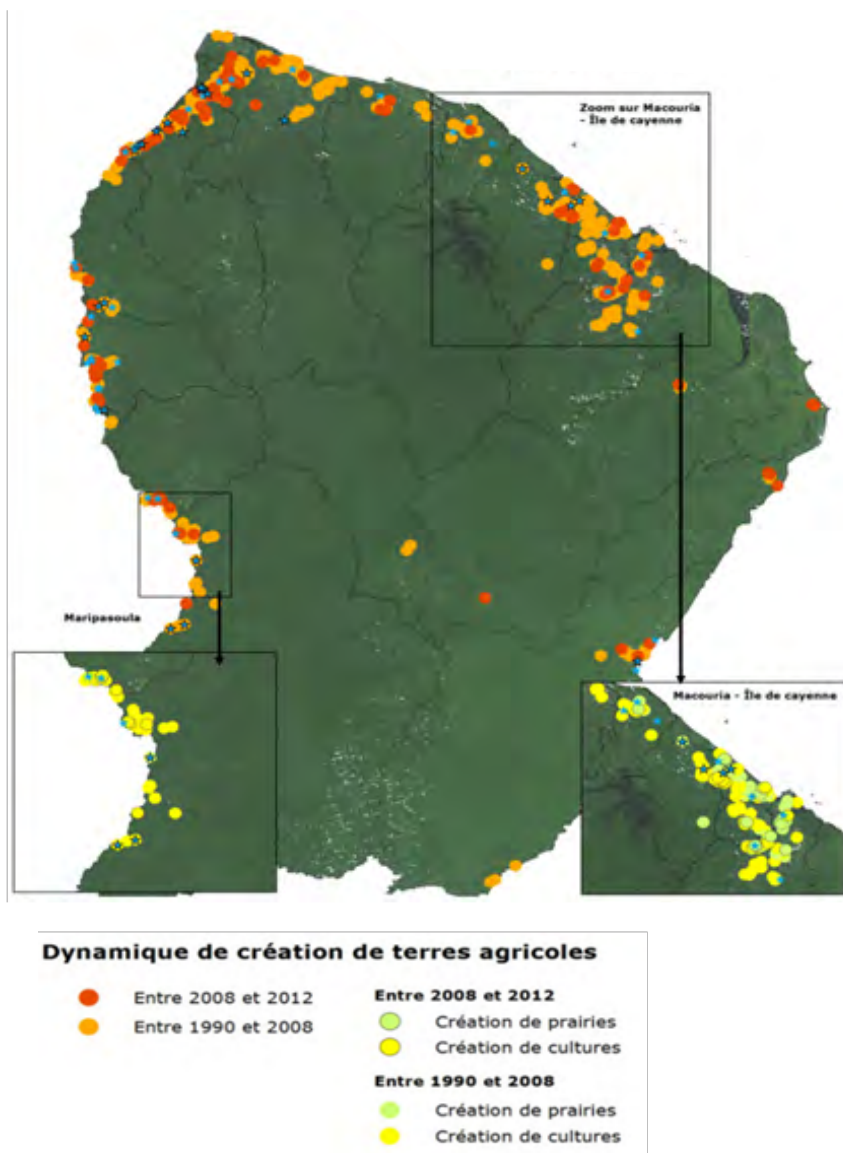 Zoom sur Macouria
- Île de cayenne
Maripasoula
Macouria - Île de cayenne
Dynamique de création de terres agricoles
Entre 2008 et 2012
Entre 1990 et 2008
Entre 2008 et 2012
Création de prairies
Création de cultures
Entre 1990 et 2008
Création de prairies
Création de cultures